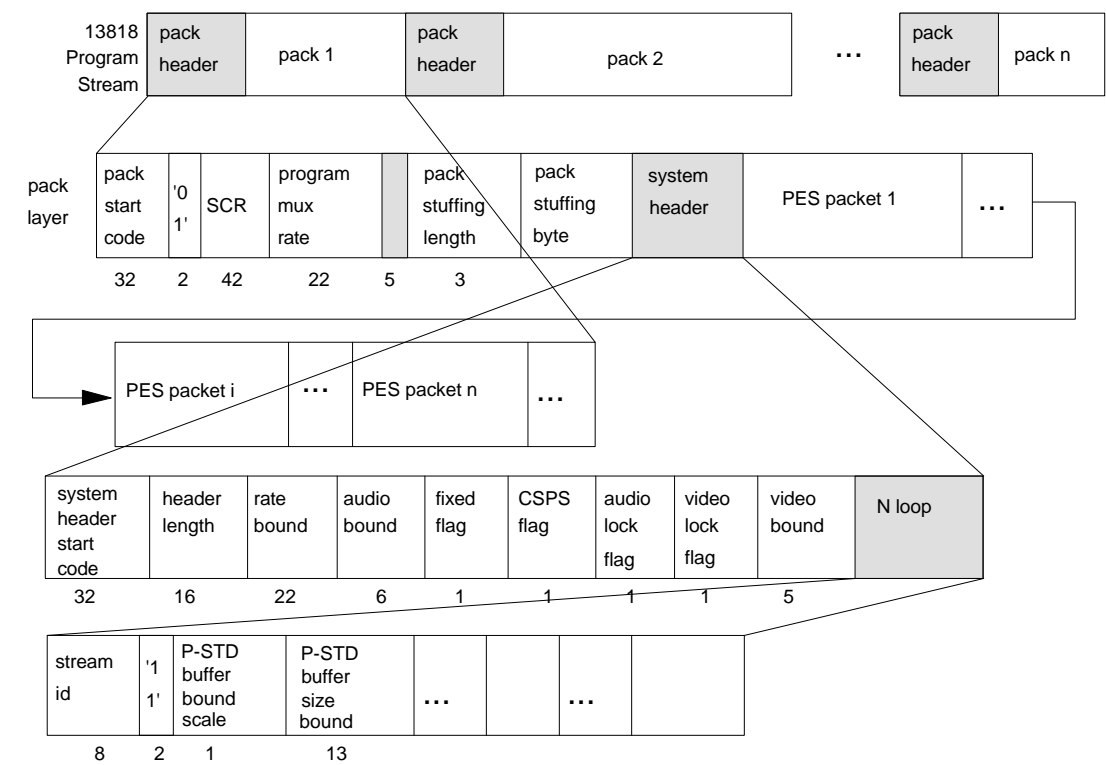 13818
Program
Stream
pack
header
pack 1
pack
header
pack 2
...
pack
header
pack n
pack
layer
pack
start
code
'0
1'
SCR
program
mux
rate
pack
stuffing
length
pack
stuffing
byte
system
header
PES packet 1
...
32
2
42
22
5
3
PES packet i
...
PES packet n
...
system
header
start
code
header
length
rate
bound
audio
bound
fixed
flag
CSPS
flag
audio
lock
flag
video
lock
flag
video
bound
N loop
32
16
22
6
1
1
1
1
5
stream
id
'1
1'
P-STD
buffer
bound
scale
P-STD
buffer
size
bound
...
...
8
2
1
13